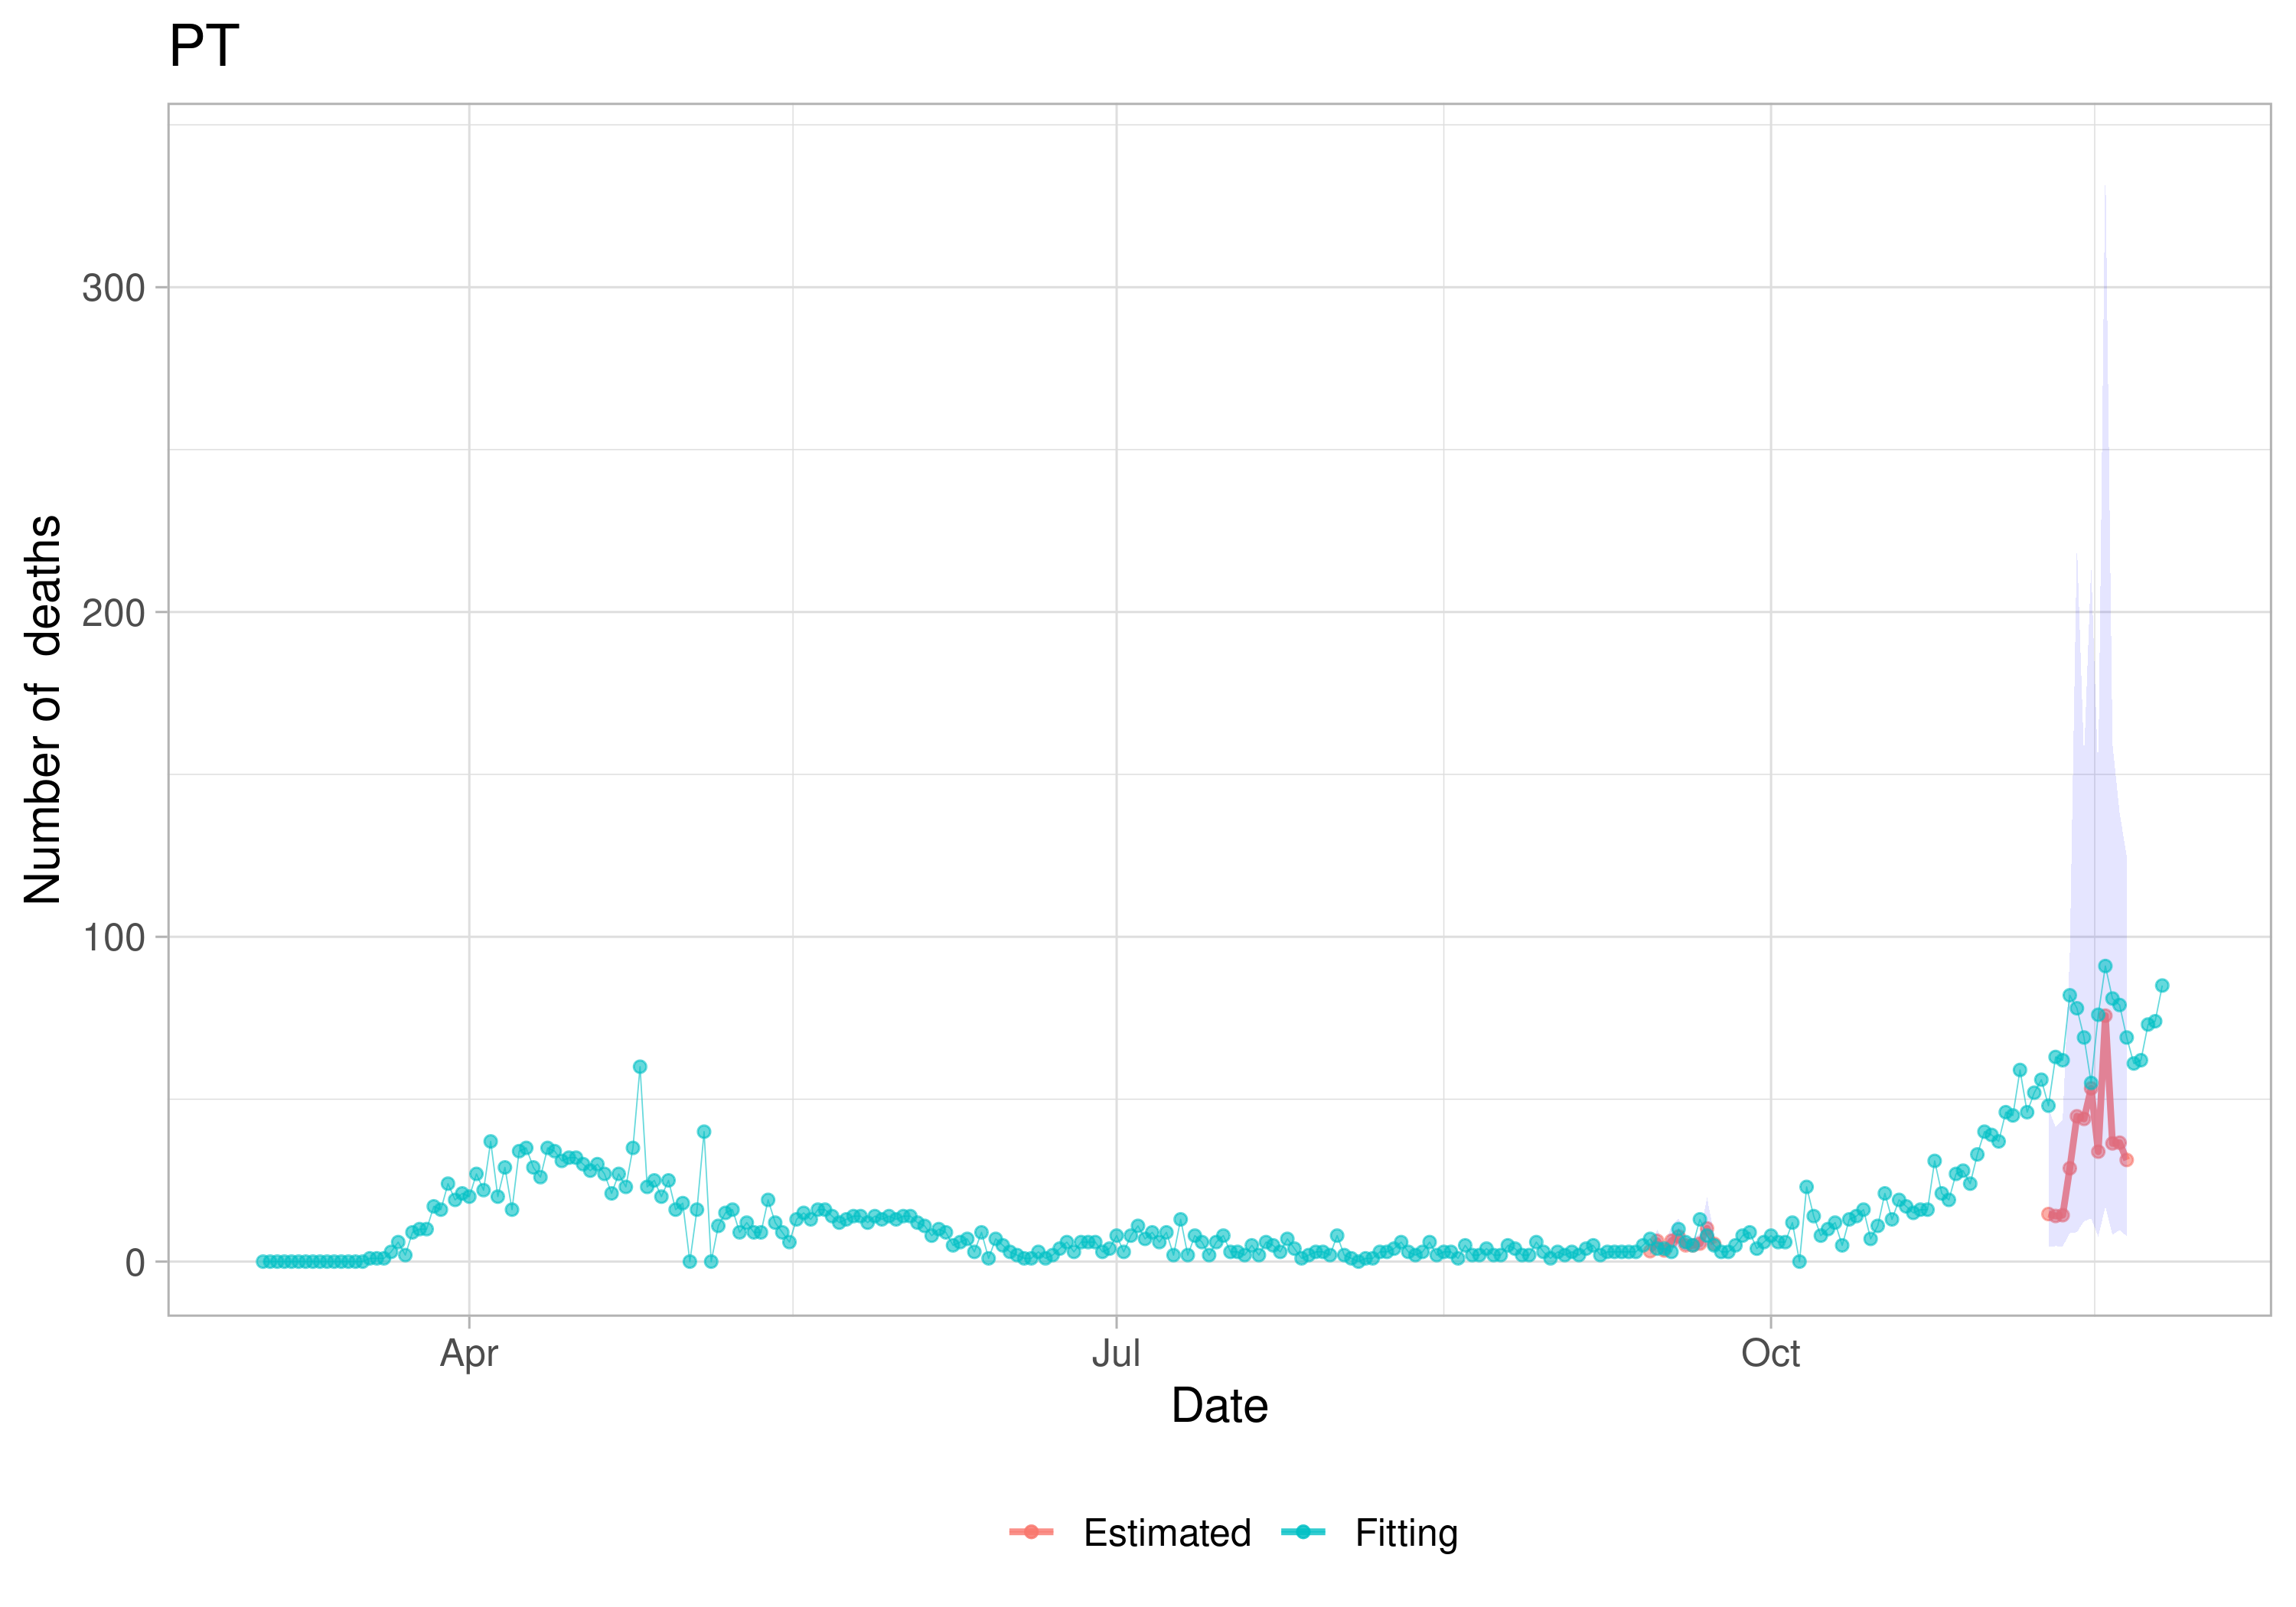 PT
300
200
100
0
Number of  deaths
Apr
Jul
Oct
Date
Estimated
Fitting